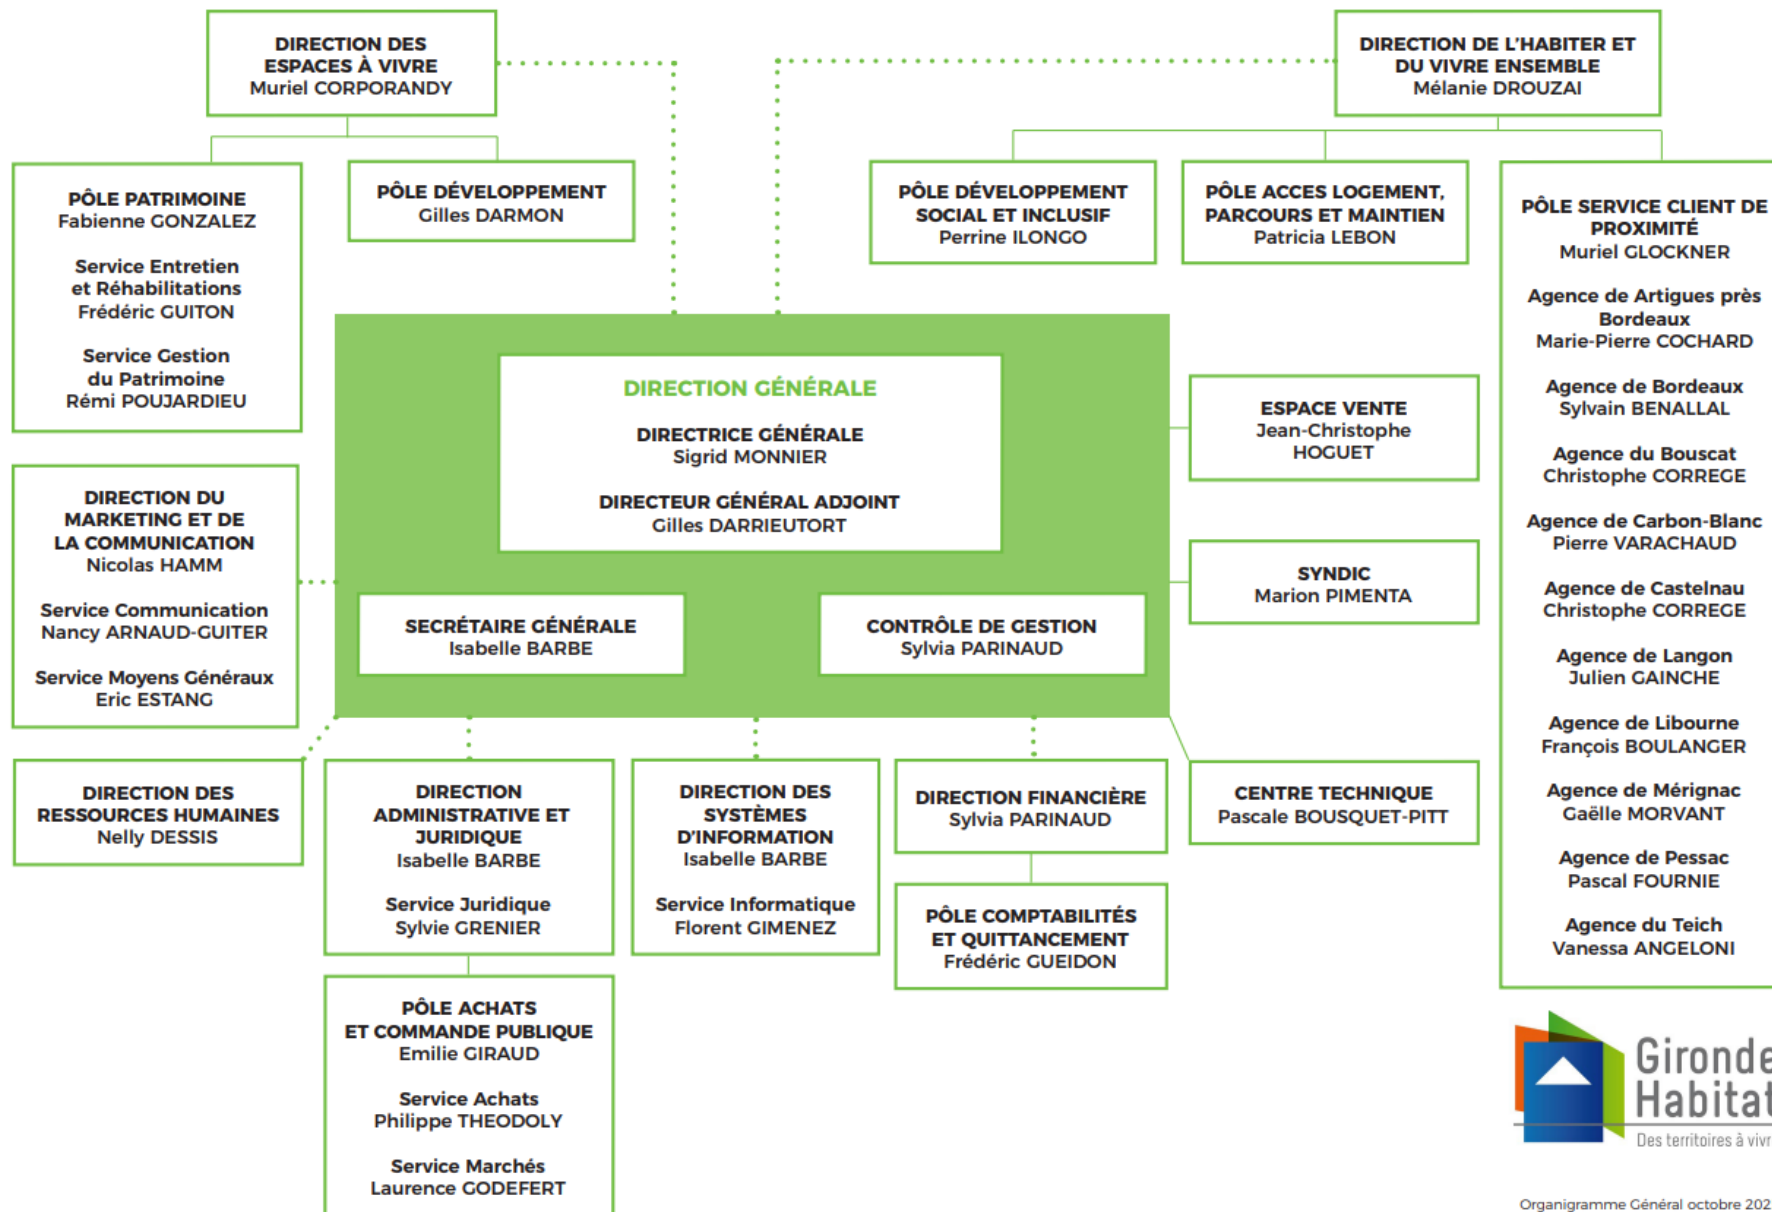 DIRECTION DES
ESPACES À VIVRE
Muriel CORPORANDY
DIRECTION DE L'HABITER ET
DU VIVRE ENSEMBLE
Mélanie DROUZAI
PÔLE PATRIMOINE
Fabienne GONZALEZ
Service Entretien
et Réhabilitations
Frédéric GUITON
Service Gestion
du Patrimoine
Rémi POUJARDIEU
PÔLE DÉVELOPPEMENT
Gilles DARMON
PÔLE DÉVELOPPEMENT
SOCIAL ET INCLUSIF
Perrine ILONGO
PÔLE ACCES LOGEMENT,
PARCOURS ET MAINTIEN
Patricia LEBON
PÔLE SERVICE CLIENT DE
PROXIMITÉ
Muriel GLOCKNER
Agence de Artigues près
Bordeaux
Marie-Pierre COCHARD
Agence de Bordeaux
Sylvain BENALLAL
Agence du Bouscat
Christophe CORREGE
Agence de Carbon-Blanc
Pierre VARACHAUD
Agence de Castelnau
Christophe CORREGE
Agence de Langon
Julien GAINCHE
Agence de Libourne
François BOULANGER
Agence de Mérignac
Gaëlle MORVANT
Agence de Pessac
Pascal FOURNIE
Agence du Teich
Vanessa ANGELONI
DIRECTION GÉNÉRALE
DIRECTRICE GÉNÉRALE
Sigrid MONNIER
DIRECTEUR GÉNÉRAL ADJOINT
Gilles DARRIEUTORT
SECRÉTAIRE GÉNÉRALE
Isabelle BARBE
CONTRÔLE DE GESTION
Sylvia PARINAUD
ESPACE VENTE
Jean-Christophe
HOGUET
SYNDIC
Marion PIMENTA
DIRECTION DU
MARKETING ET DE
LA COMMUNICATION
Nicolas HAMM
Service Communication
Nancy ARNAUD-GUITER
Service Moyens Généraux
Eric ESTANG
DIRECTION DES
RESSOURCES HUMAINES
Nelly DESSIS
DIRECTION
ADMINISTRATIVE ET
JURIDIQUE
Isabelle BARBE
Service Juridique
Sylvie GRENIER
DIRECTION DES
SYSTÈMES
D'INFORMATION
Isabelle BARBE
Service Informatique
Florent GIMENEZ
DIRECTION FINANCIÈRE
Sylvia PARINAUD
CENTRE TECHNIQUE
Pascale BOUSQUET-PITT
PÔLE COMPTABILITÉS
ET QUITTANCEMENT
Frédéric GUEIDON
PÔLE ACHATS
ET COMMANDE PUBLIQUE
Emilie GIRAUD
Service Achats
Philippe THEODOLY
Service Marchés
Laurence GODEFERT
Gironde
Habitat
Des territoires à vivr
Organigramme Général octobre 202